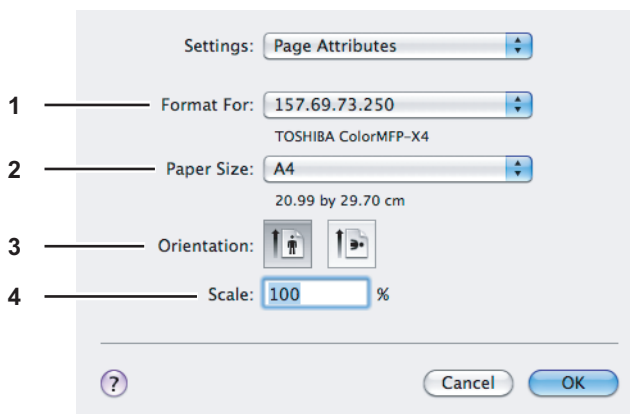 Settings: Page Attributes
1 Format For: 157.69.73.250
TOSHIBA ColorMFP-X4
2 Paper Size: A4
20.99 by 29.70 cm
3 Orientation:
4 Scale: 100 %
? Cancel OK